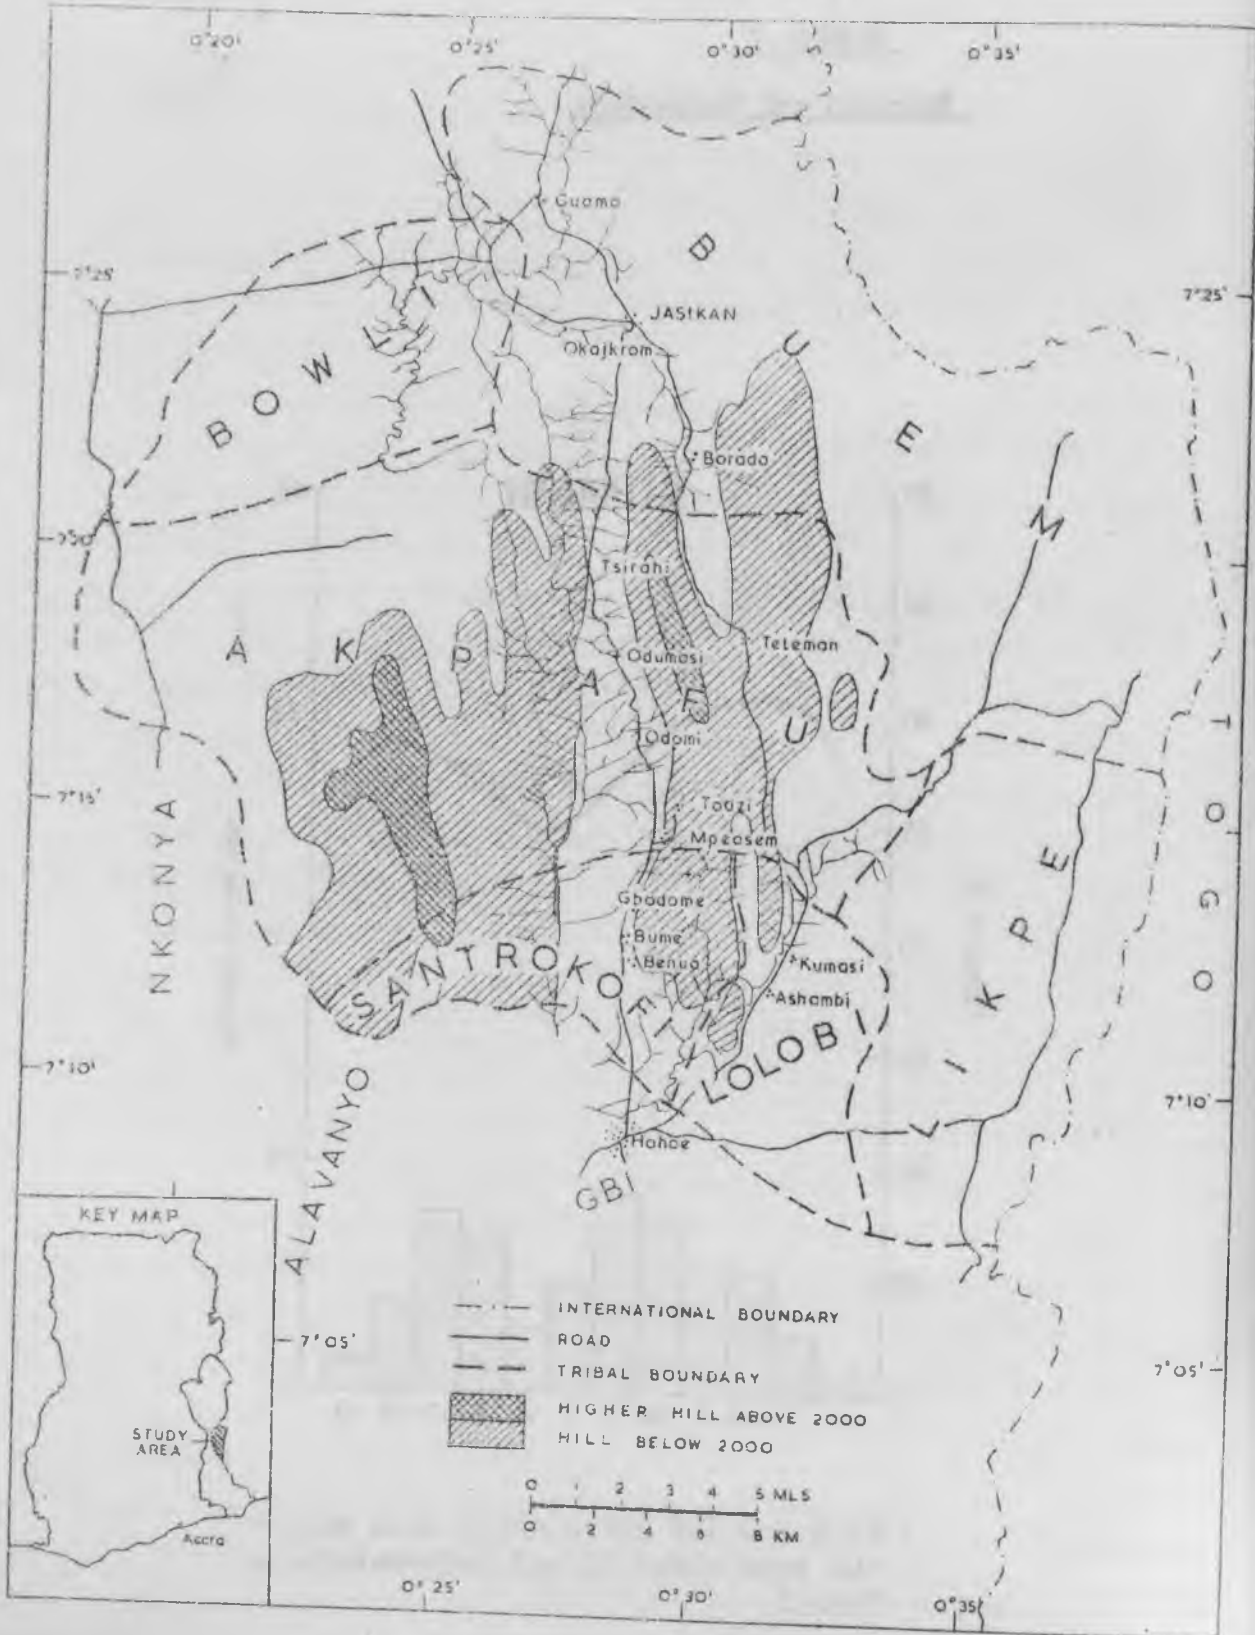 0°20'
0°25'
0°30'
0°35'
Guamo
B
7°25'
7°25'
JASIKAN
Okajkrom
U
B O W L I
E
Borada
M
Tsirahi
A K P A F U
Teteman
Odumasi
Odomi
7°15'
Todzi
Mpeasem
NKONYA
TOGO
Gbodome
Bume
Benua
SANTROKOFI
Kumasi
Ashambi
LIKPE
7°10'
LOLOBI
7°10'
Hohoe
GBI
ALAVANYO
KEY MAP
STUDY
AREA
Accra
INTERNATIONAL BOUNDARY
7°05'
ROAD
TRIBAL BOUNDARY
7°05'
HIGHER HILL ABOVE 2000
HILL BELOW 2000
0 1 2 3 4 5 MLS
0 2 4 6 8 KM
0°25'
0°30'
0°35'